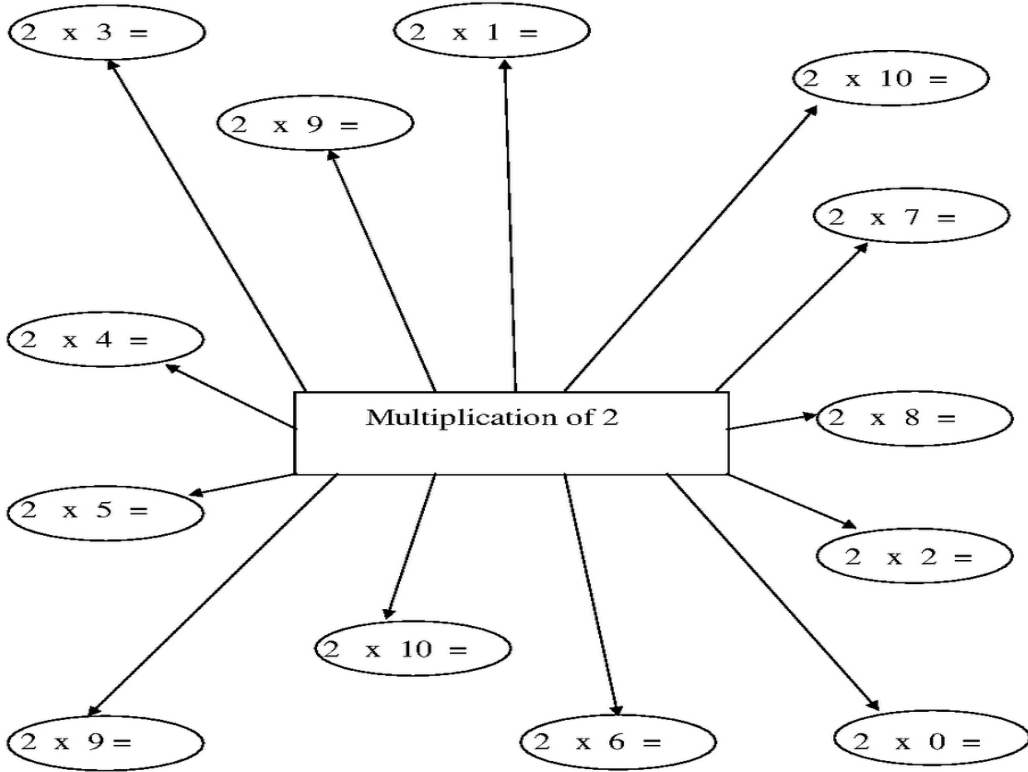 2 x 3 =
2 x 1 =
2 x 10 =
2 x 9 =
2 x 7 =
2 x 4 =
Multiplication of 2
2 x 8 =
2 x 5 =
2 x 2 =
2 x 10 =
2 x 9 =
2 x 6 =
2 x 0 =